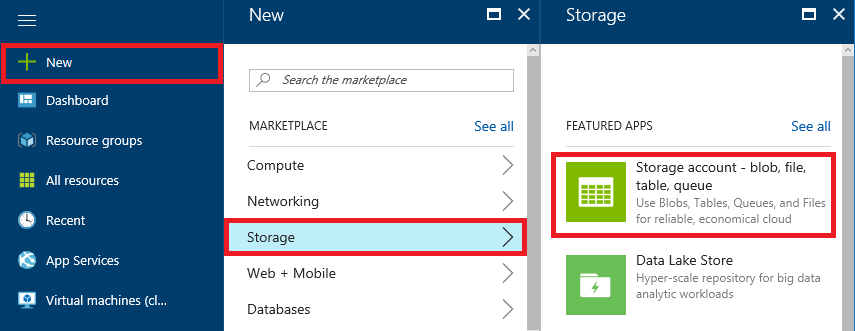 New
Dashboard
Resource groups
All resources
Recent
App Services
Virtual machines (cl...
New
Search the marketplace
MARKETPLACE See all
Compute
Networking
Storage
Web + Mobile
Databases
Storage
FEATURED APPS See all
Storage account - blob, file,
table, queue
Use Blobs, Tables, Queues, and Files
for reliable, economical cloud
Data Lake Store
Hyper-scale repository for big data
analytic workloads